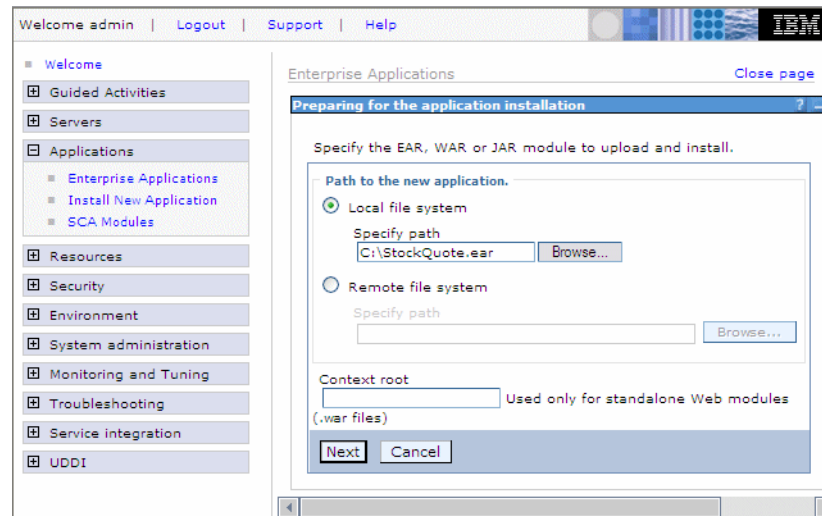 Welcome admin | Logout | Support | Help IBM
Welcome
Guided Activities
Servers
Applications
Enterprise Applications
Install New Application
SCA Modules
Resources
Security
Environment
System administration
Monitoring and Tuning
Troubleshooting
Service integration
UDDI
Enterprise Applications Close page
Preparing for the application installation ? –
Specify the EAR, WAR or JAR module to upload and install.
Path to the new application.
Local file system
Specify path
C:\StockQuote.ear Browse...
Remote file system
Specify path
Browse...
Context root
Used only for standalone Web modules
(.war files)
Next Cancel